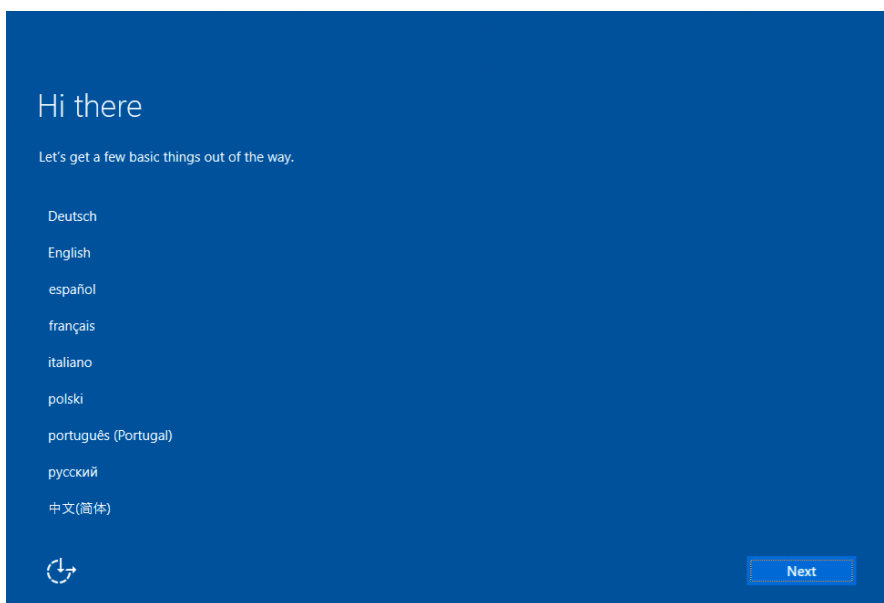 Hi there
Let's get a few basic things out of the way.
Deutsch
English
español
français
italiano
polski
português (Portugal)
русский
中文(简体)
Next